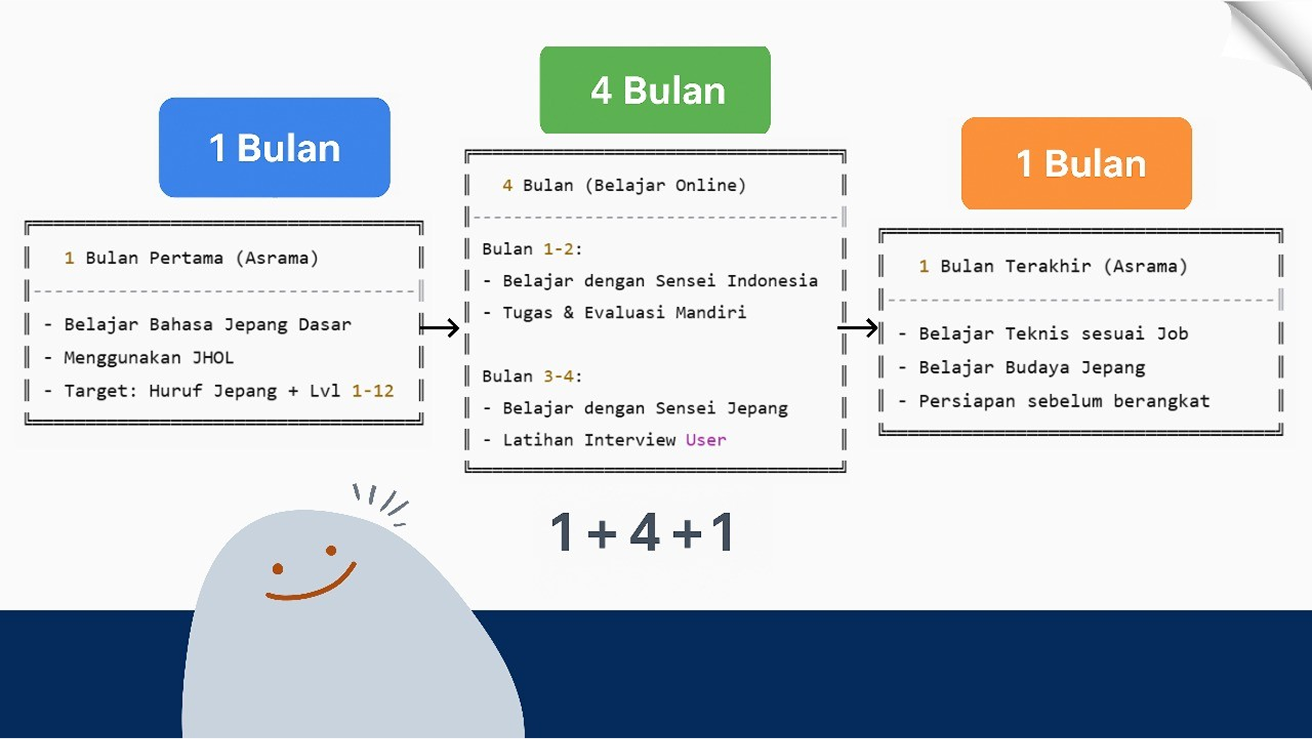 1 Bulan
1 Bulan Pertama (Asrama)
- Belajar Bahasa Jepang Dasar
- Menggunakan JHOL
- Target: Huruf Jepang + Lvl 1-12
4 Bulan
4 Bulan (Belajar Online)
Bulan 1-2:
- Belajar dengan Sensei Indonesia
- Tugas & Evaluasi Mandiri
Bulan 3-4:
- Belajar dengan Sensei Jepang
- Latihan Interview User
1 Bulan
1 Bulan Terakhir (Asrama)
- Belajar Teknis sesuai Job
- Belajar Budaya Jepang
- Persiapan sebelum berangkat
1 + 4 + 1